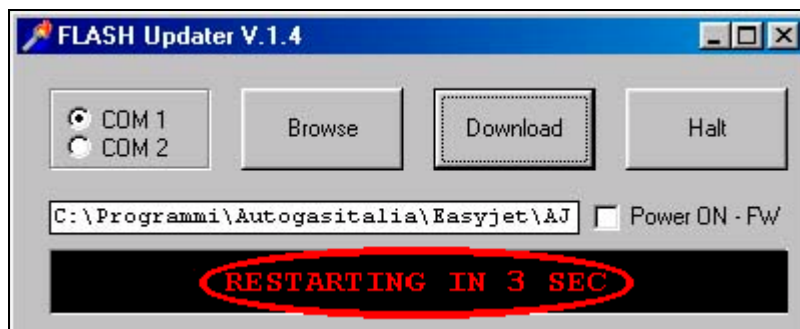 FLASH Updater V.1.4
COM 1
COM 2
Browse
Download
Halt
C:\Programmi\Autogasitalia\Easyjet\AJ
Power ON - FW
RESTARTING IN 3 SEC